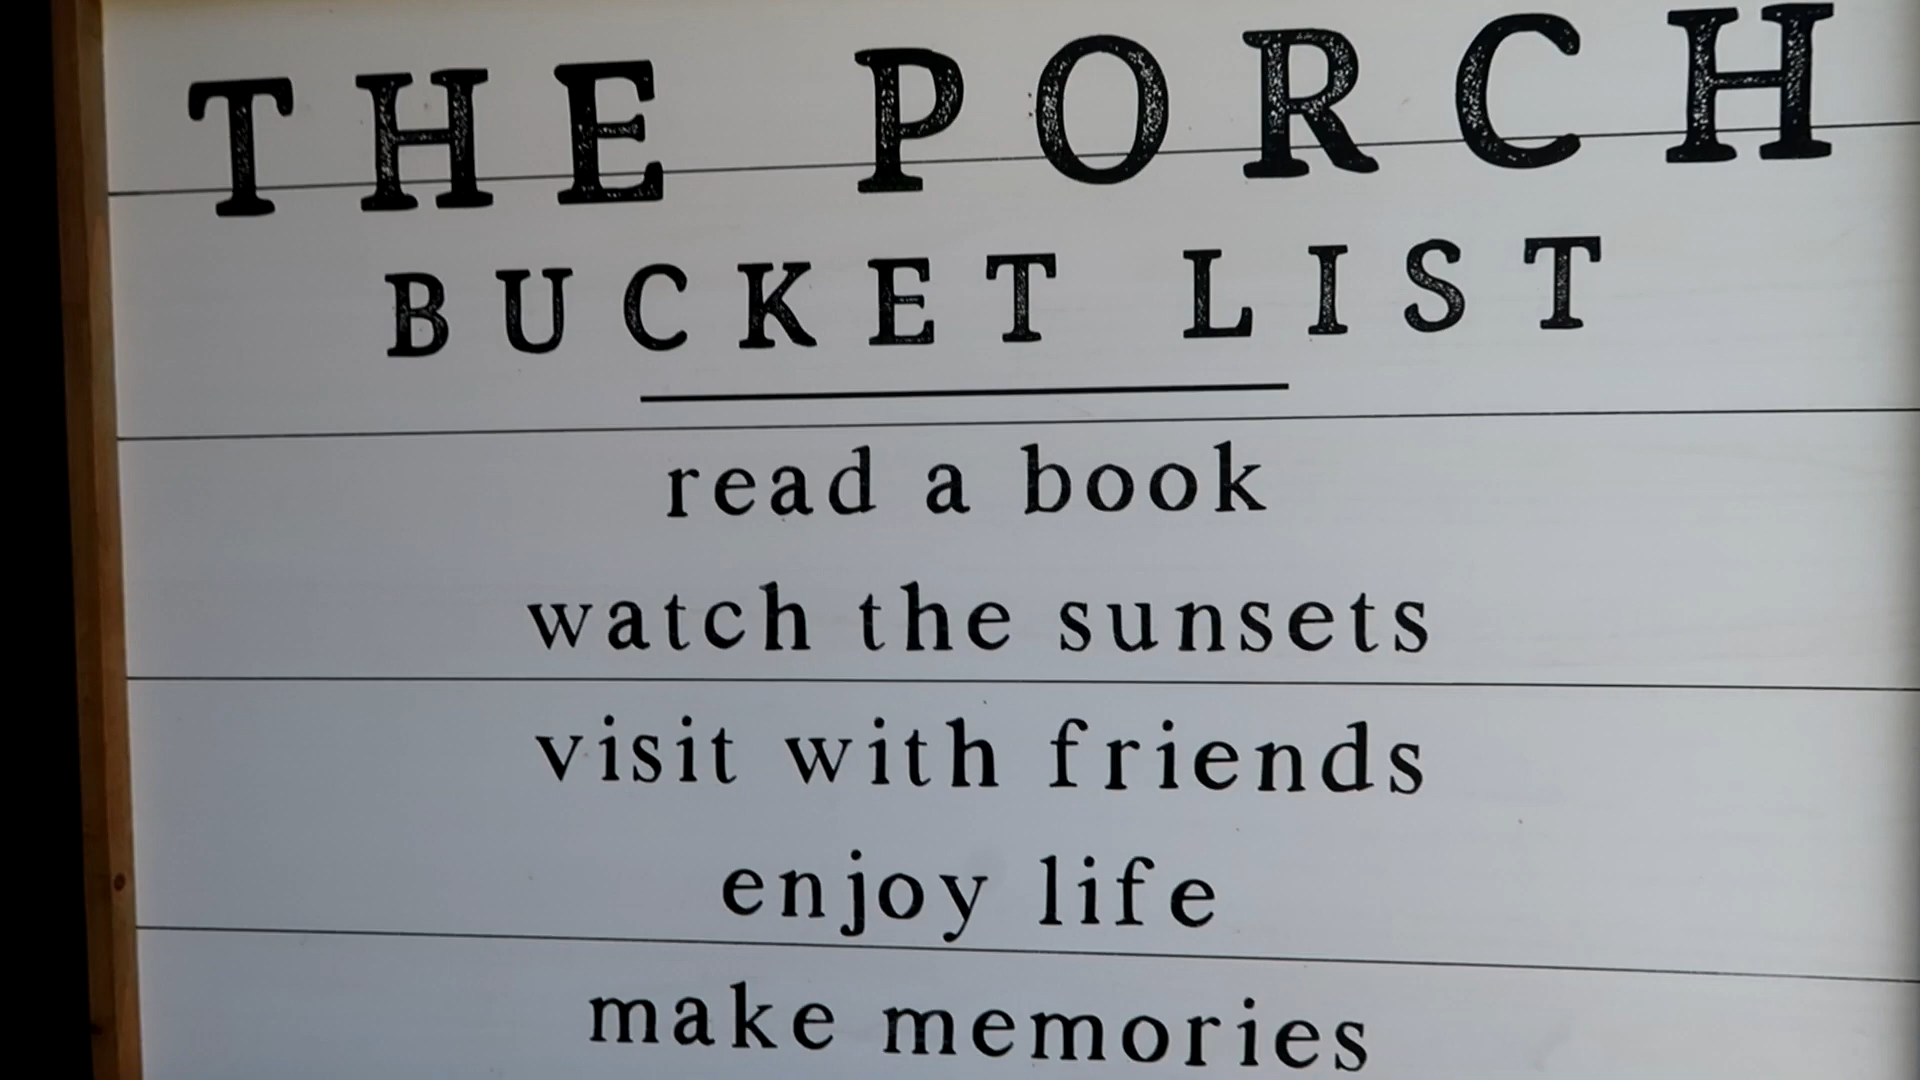 THE PORCH
BUCKET LIST
read a book
watch the sunsets
visit with friends
enjoy life
make memories